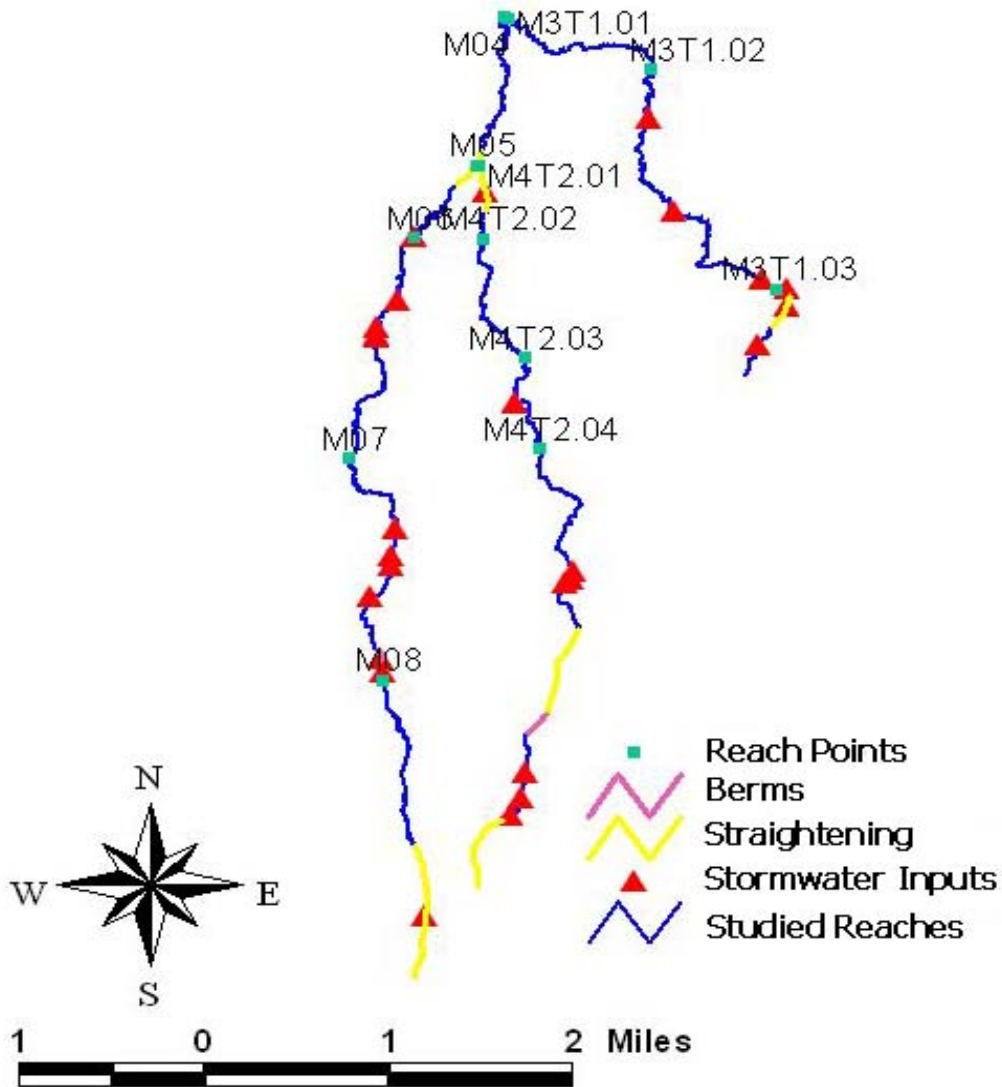 M3T1.01
M04
M3T1.02
M05
M4T2.01
M06
M4T2.02
M3T1.03
M4T2.03
M07
M4T2.04
M08
Reach Points
Berms
Straightening
Stormwater Inputs
Studied Reaches
N
W
E
S
1 0 1 2 Miles